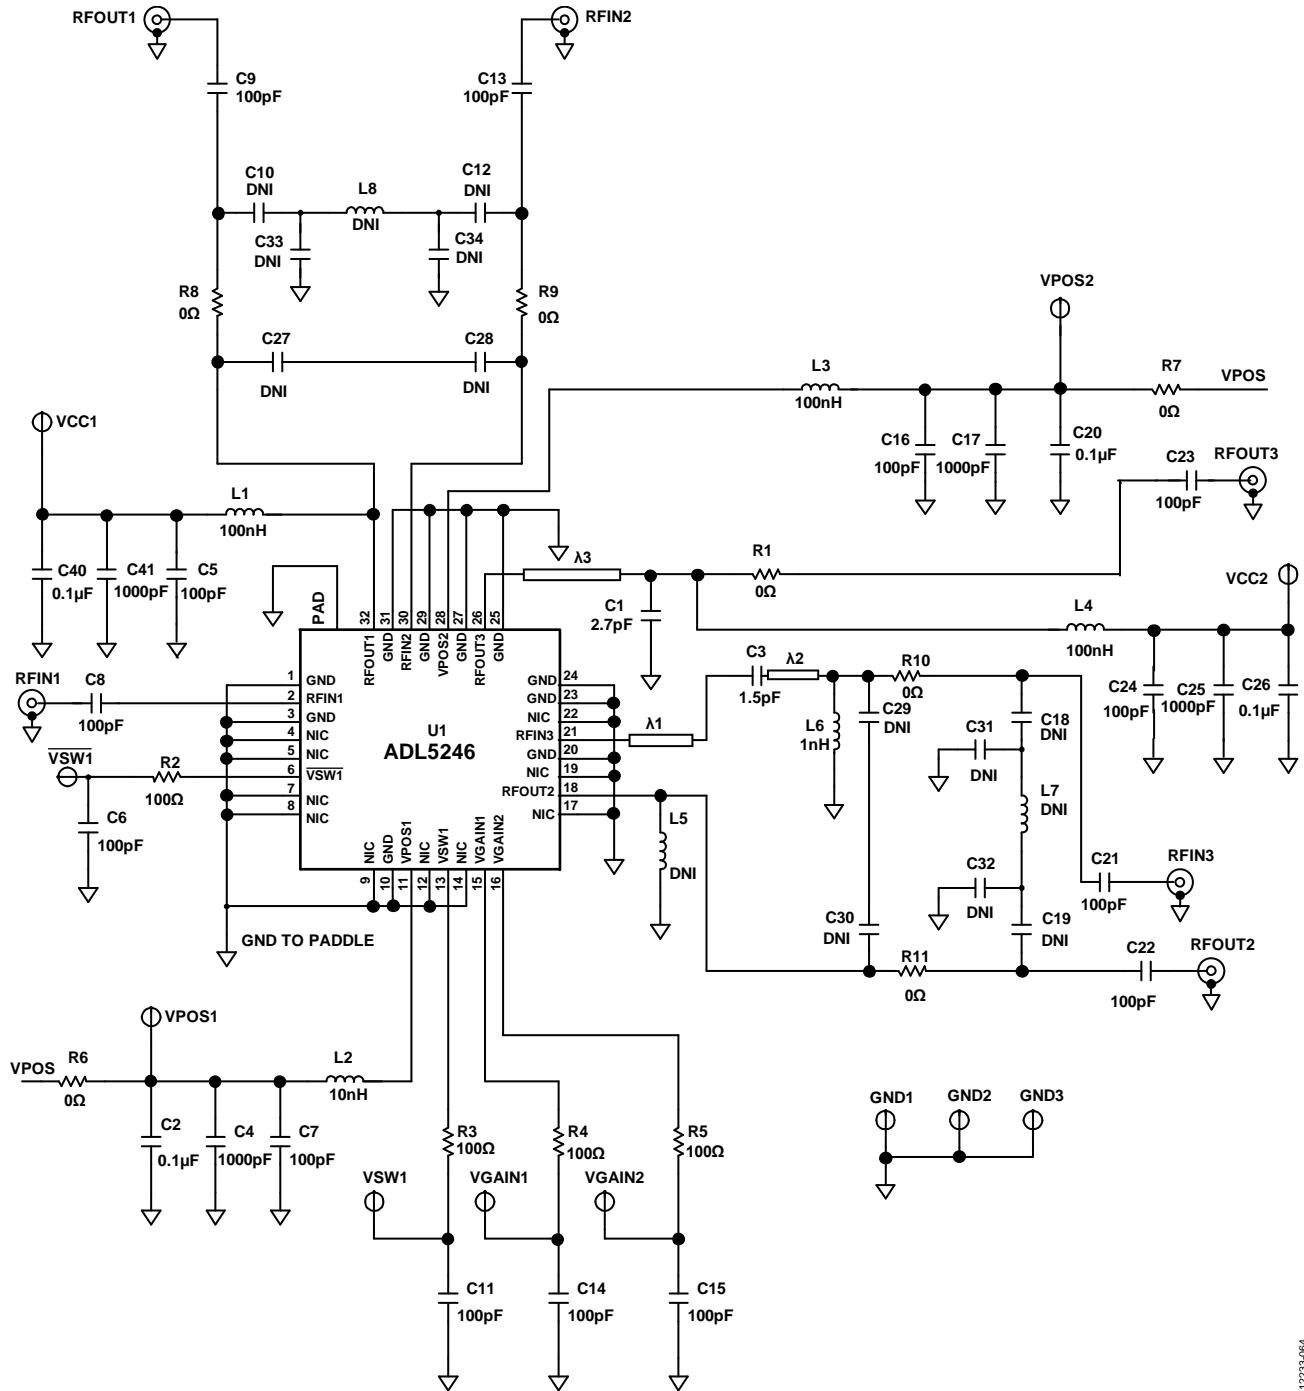 RFOUT1
RFIN2
C9
100pF
C13
100pF
C10
DNI
L8
DNI
C12
DNI
C33
DNI
C34
DNI
R8
0Ω
R9
0Ω
C27
DNI
C28
DNI
VPOS2
L3
100nH
R7
0Ω
VPOS
C16
100pF
C17
1000pF
C20
0.1µF
C23
100pF
RFOUT3
VCC1
L1
100nH
C40
0.1µF
C41
1000pF
C5
100pF
λ3
R1
0Ω
C1
2.7pF
VCC2
L4
100nH
C24
100pF
C25
1000pF
C26
0.1µF
PAD
32 31 30 29 28 27 26 25
RFOUT1
GND
RFIN2
GND
VPOS2
GND
RFOUT3
GND
RFIN1
C8
100pF
1 GND
2 RFIN1
3 GND
4 NIC
5 NIC
6 VSW1
7 NIC
8 NIC
U1
ADL5246
GND 24
GND 23
NIC 22
RFIN3 21
GND 20
NIC 19
RFOUT2 18
NIC 17
VSW1
R2
100Ω
C6
100pF
λ1
C3
1.5pF
λ2
L6
1nH
R10
0Ω
C29
DNI
C18
DNI
C31
DNI
L7
DNI
C32
DNI
C19
DNI
C30
DNI
R11
0Ω
L5
DNI
C21
100pF
RFIN3
C22
100pF
RFOUT2
NIC
GND
VPOS1
NIC
VSW1
NIC
VGAIN1
VGAIN2
9 10 11 12 13 14 15 16
GND TO PADDLE
VPOS1
VPOS
R6
0Ω
L2
10nH
C2
0.1µF
C4
1000pF
C7
100pF
R3
100Ω
R4
100Ω
R5
100Ω
VSW1
VGAIN1
VGAIN2
C11
100pF
C14
100pF
C15
100pF
GND1
GND2
GND3
12233-064